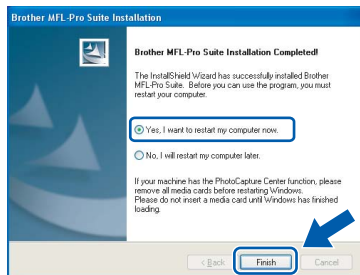 Brother MFL-Pro Suite Installation
Brother MFL-Pro Suite Installation Completed!
The InstallShield Wizard has successfully installed Brother
MFL-Pro Suite. Before you can use the program, you must
restart your computer.
Yes, I want to restart my computer now.
No, I will restart my computer later.
If your machine has the PhotoCapture Center function, please
remove all media cards before restarting Windows.
Please do not insert a media card until Windows has finished
loading.
< Back Finish Cancel